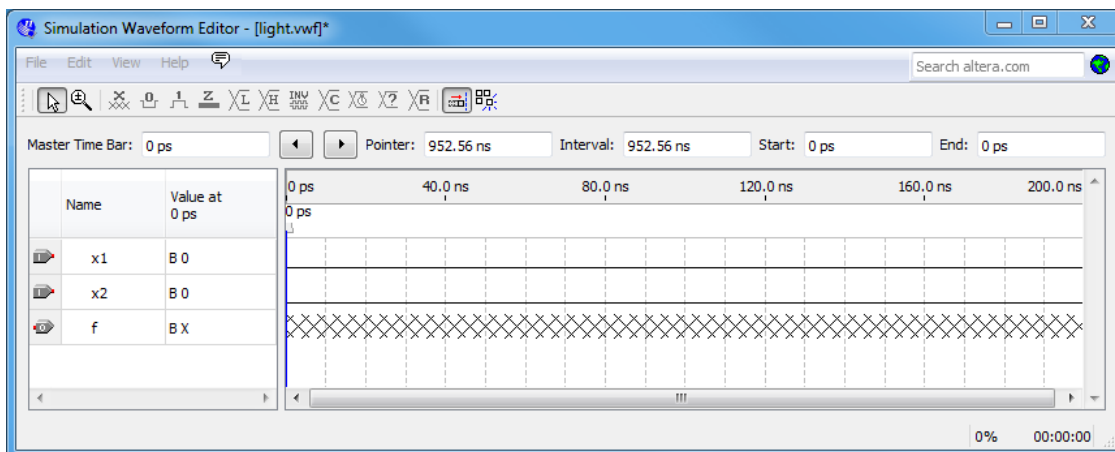 Simulation Waveform Editor - [light.vwf]*
File Edit View Help
Search altera.com
X 0 1 Z L H INV C ? R
Master Time Bar: 0 ps Pointer: 952.56 ns Interval: 952.56 ns Start: 0 ps End: 0 ps
Name Value at 0 ps
0 ps 40.0 ns 80.0 ns 120.0 ns 160.0 ns 200.0 ns
0 ps
x1 B 0
x2 B 0
f B X
0% 00:00:00